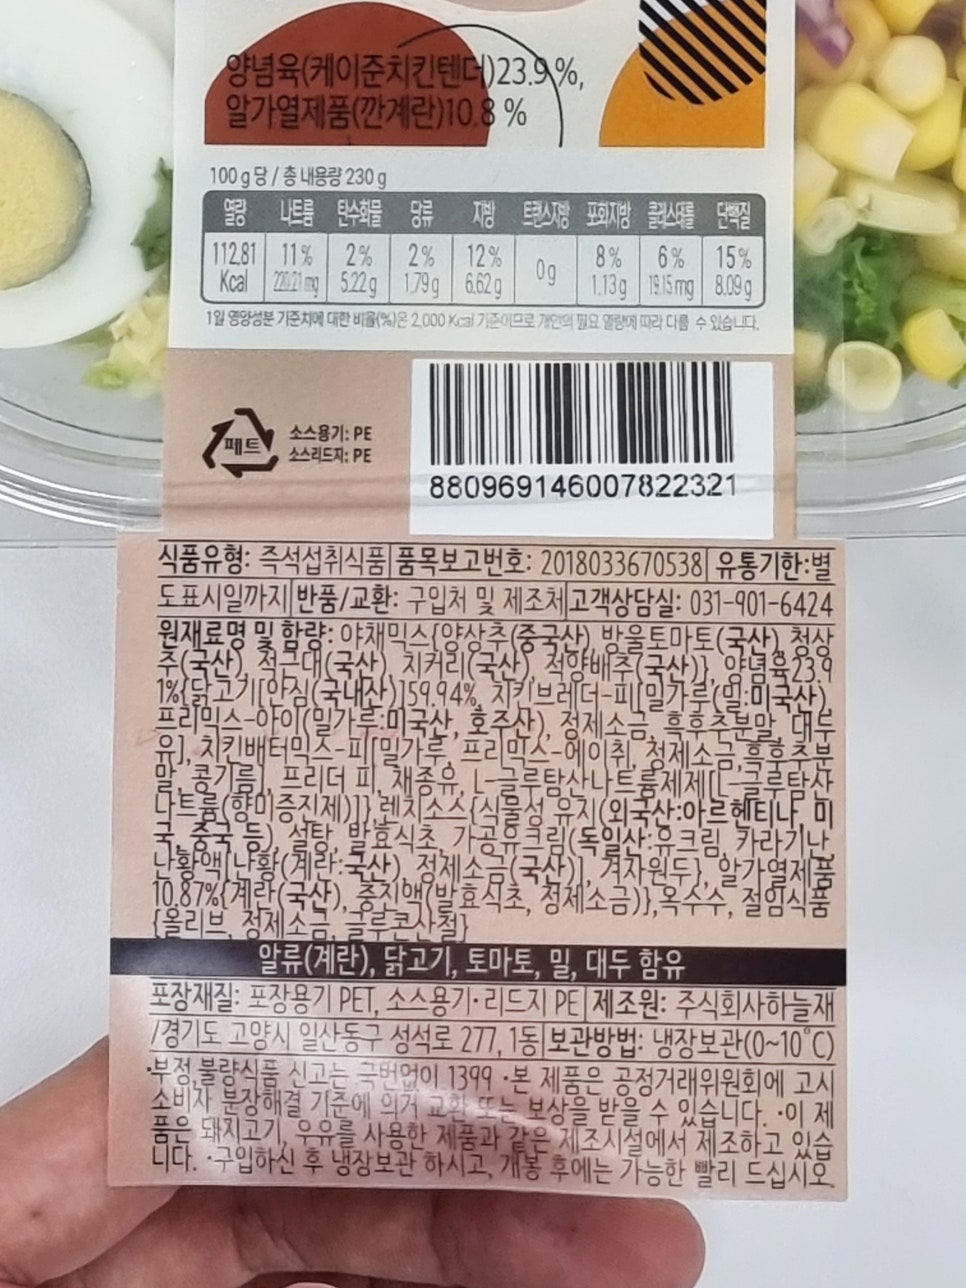 양념육(케이준치킨텐더)23.9%,
알가열제품(깐계란)10.8 %
100 g 당 / 총 내용량 230 g
열량 나트륨 탄수화물 당류 지방 트랜스지방 포화지방 콜레스테롤 단백질
112.81 11% 2% 2% 12% 0g 8% 6% 15%
Kcal 220.21 mg 5.22 g 1.79 g 6.62 g 1.13 g 19.15 mg 8.09 g
1일 영양성분 기준치에 대한 비율(%)은 2,000 Kcal 기준이므로 개인의 필요 열량에 따라 다를 수 있습니다.
페트
소스용기: PE
소스리드지: PE
880969146007822321
식품유형: 즉석섭취식품 품목보고번호: 2018033670538 유통기한:별
도표시일까지 반품/교환: 구입처 및 제조처 고객상담실: 031-901-6424
원재료명 및 함량: 야채믹스{양상추(중국산), 방울토마토(국산), 청상
추(국산), 적근대(국산), 치커리(국산), 적양배추(국산)}, 양념육23.9
1%{닭고기[안심(국내산)]59.94%, 치킨브레더-피[밀가루(밀:미국산),
프리믹스-아이(밀가루:미국산, 호주산), 정제소금, 흑후추분말, 대두
유], 치킨배터믹스-피[밀가루, 프리믹스-에이취, 정제소금, 흑후추분
말, 콩기름], 프리더 피, 채종유, L-글루탐산나트륨제제[L-글루탐산
나트륨(향미증진제)]}, 렌치소스{식물성 유지(외국산:아르헨티나, 미
국, 중국 등), 설탕, 발효식초, 가공유크림(독일산:유크림, 카라기난,
난황액[난황(계란:국산), 정제소금(국산)], 겨자원두}, 알가열제품
10.87%{계란(국산), 충진액(발효식초, 정제소금)},옥수수, 절임식품
{올리브, 정제소금, 글루콘산철}
알류(계란), 닭고기, 토마토, 밀, 대두 함유
포장재질: 포장용기 PET, 소스용기·리드지 PE 제조원: 주식회사하늘재
/경기도 고양시 일산동구 성석로 277, 1동 보관방법: 냉장보관(0~10℃)
·부정,불량식품 신고는 국번없이 1399 ·본 제품은 공정거래위원회에 고시
소비자 분장해결 기준에 의거 교환 또는 보상을 받을 수 있습니다. ·이 제
품은 돼지고기, 우유를 사용한 제품과 같은 제조시설에서 제조하고 있습
니다. ·구입하신 후 냉장보관 하시고, 개봉 후에는 가능한 빨리 드십시오.